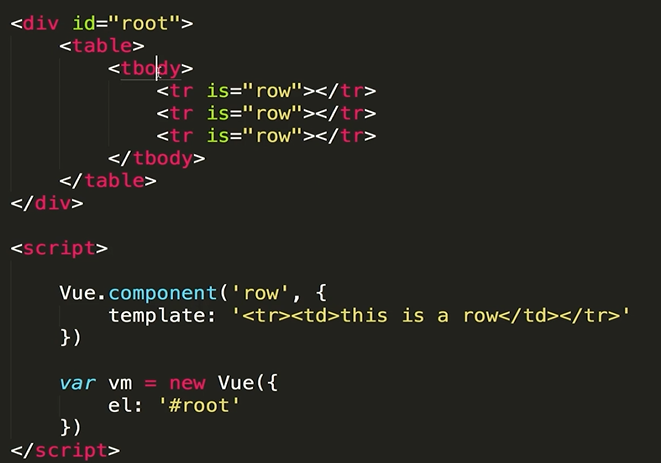 <div id="root">
    <table>
        <tbody>
            <tr is="row"></tr>
            <tr is="row"></tr>
            <tr is="row"></tr>
        </tbody>
    </table>
</div>

<script>

    Vue.component('row', {
        template: '<tr><td>this is a row</td></tr>'
    })

    var vm = new Vue({
        el: '#root'
    })
</script>